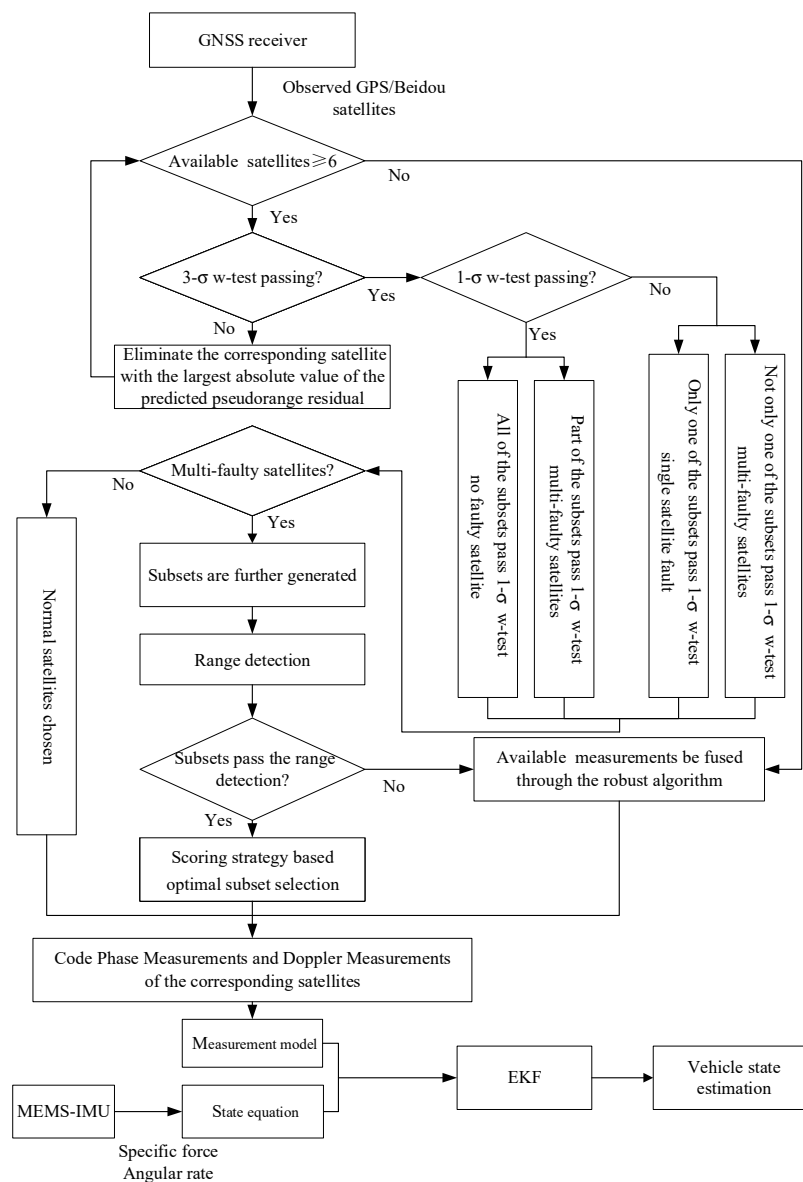 GNSS receiver
Observed GPS/Beidou
satellites
Available satellites≥6
No
Yes
3-σ w-test passing?
Yes
1-σ w-test passing?
No
No
Yes
Eliminate the corresponding satellite
with the largest absolute value of the
predicted pseudorange residual
All of the subsets pass 1-σ w-test
no faulty satellite
Part of the subsets pass 1-σ w-test
multi-faulty satellites
Only one of the subsets pass 1-σ w-test
single satellite fault
Not only one of the subsets pass 1-σ w-test
multi-faulty satellites
Multi-faulty satellites?
No
Yes
Subsets are further generated
Normal satellites chosen
Range detection
Subsets pass the range
detection?
No
Available measurements be fused
through the robust algorithm
Yes
Scoring strategy based
optimal subset selection
Code Phase Measurements and Doppler Measurements
of the corresponding satellites
Measurement model
EKF
Vehicle state
estimation
MEMS-IMU
State equation
Specific force
Angular rate